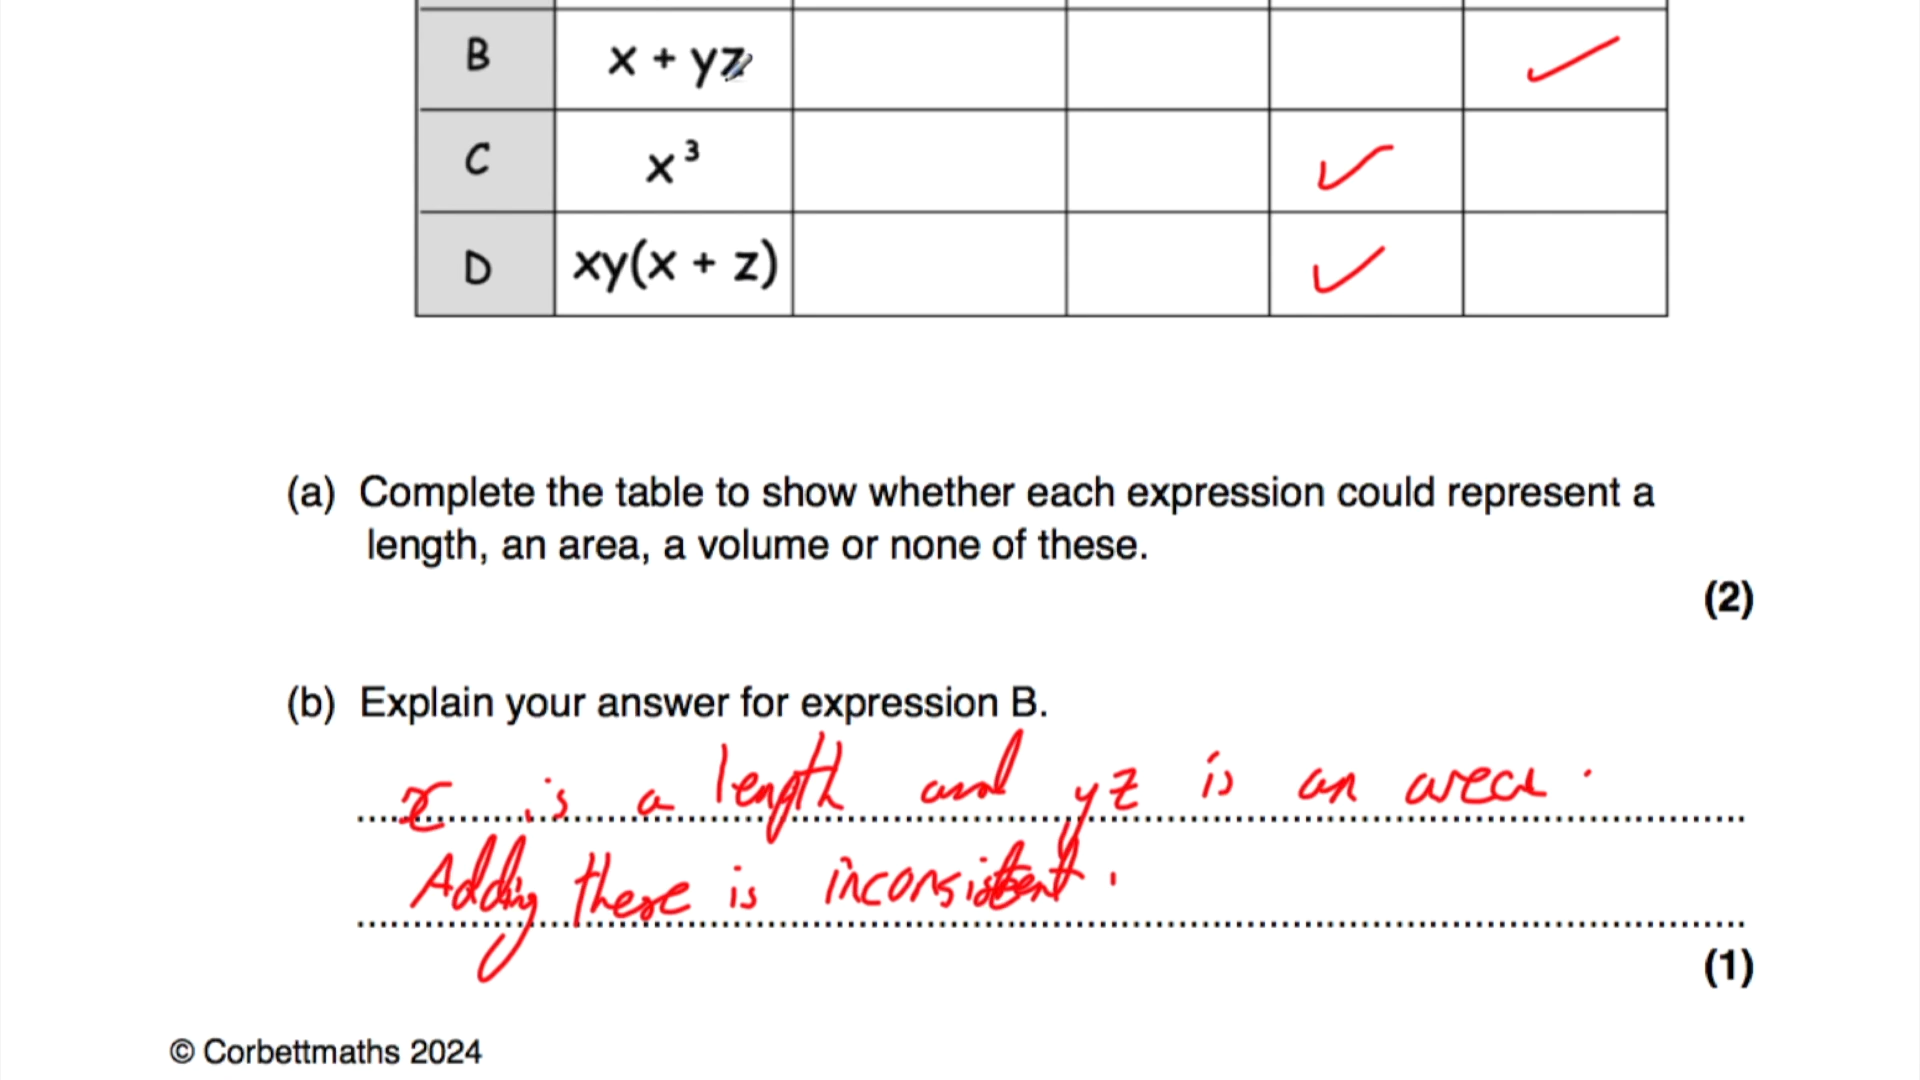 B x + yz
C x³
D xy(x + z)
(a) Complete the table to show whether each expression could represent a
length, an area, a volume or none of these.
(2)
(b) Explain your answer for expression B.
x is a length and yz is an area.
Adding these is inconsistent.
(1)
© Corbettmaths 2024